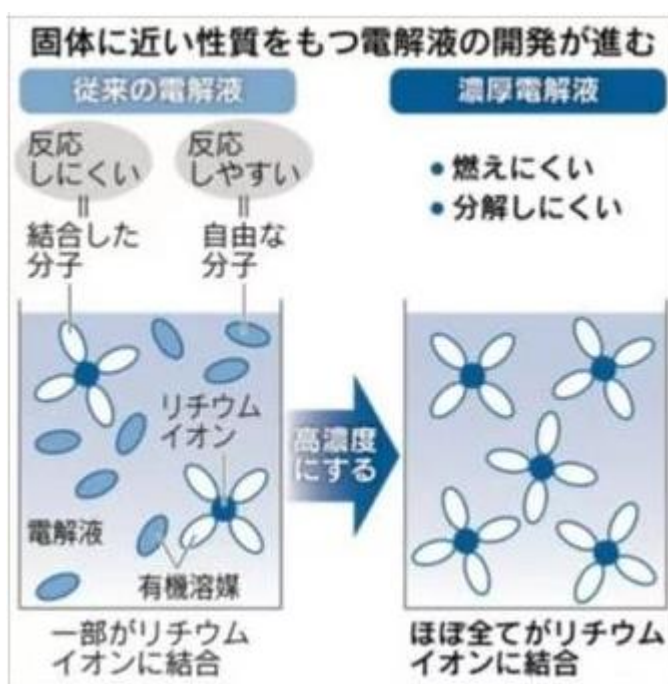 固体に近い性質をもつ電解液の開発が進む
従来の電解液
反応
しにくい
||
結合した
分子
反応
しやすい
||
自由な
分子
リチウム
イオン
電解液
有機溶媒
一部がリチウム
イオンに結合
高濃度
にする
濃厚電解液
● 燃えにくい
● 分解しにくい
ほぼ全てがリチウム
イオンに結合